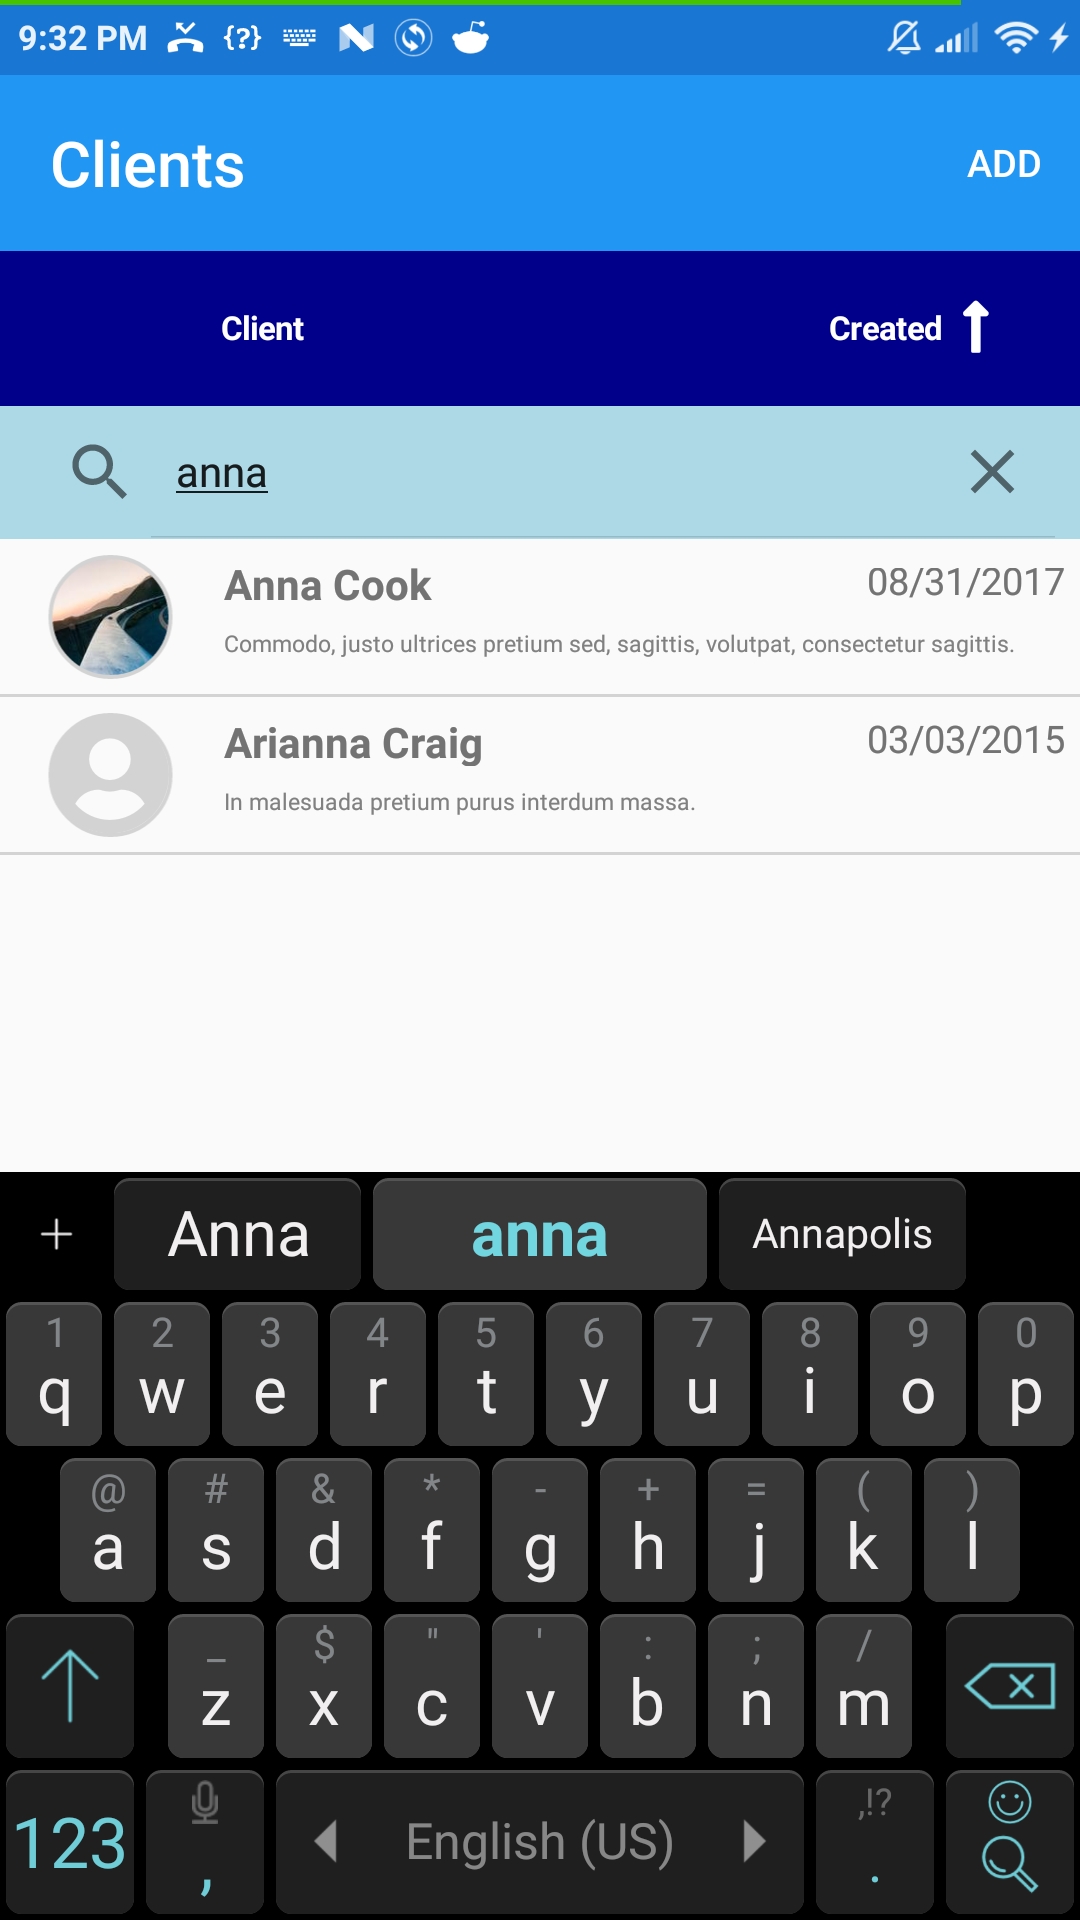 9:32 PM {?}
Clients ADD
Client Created
anna
Anna Cook 08/31/2017
Commodo, justo ultrices pretium sed, sagittis, volutpat, consectetur sagittis.
Arianna Craig 03/03/2015
In malesuada pretium purus interdum massa.
+ Anna anna Annapolis
1 2 3 4 5 6 7 8 9 0
q w e r t y u i o p
@ # & * - + = ( )
a s d f g h j k l
_ $ " ' : ; /
z x c v b n m
,!?
123 , English (US) .